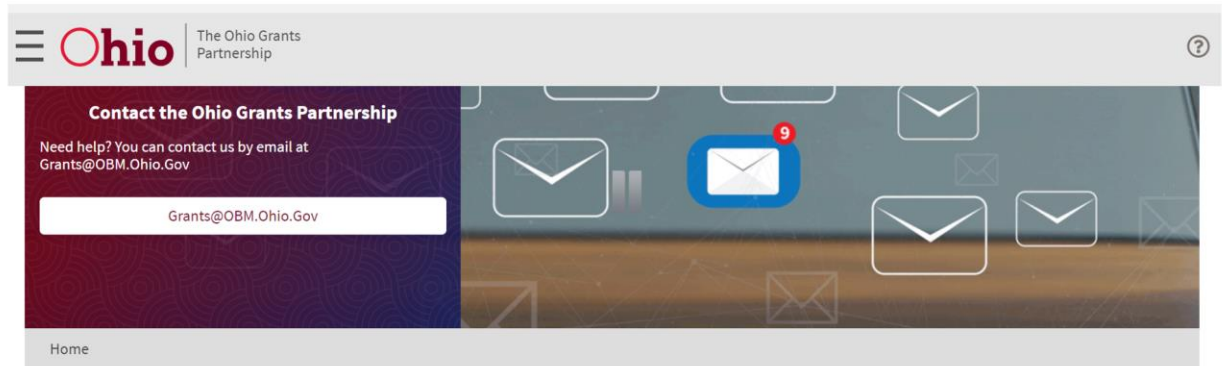 Ohio
The Ohio Grants
Partnership
?
Contact the Ohio Grants Partnership
Need help? You can contact us by email at
Grants@OBM.Ohio.Gov
Grants@OBM.Ohio.Gov
9
Home